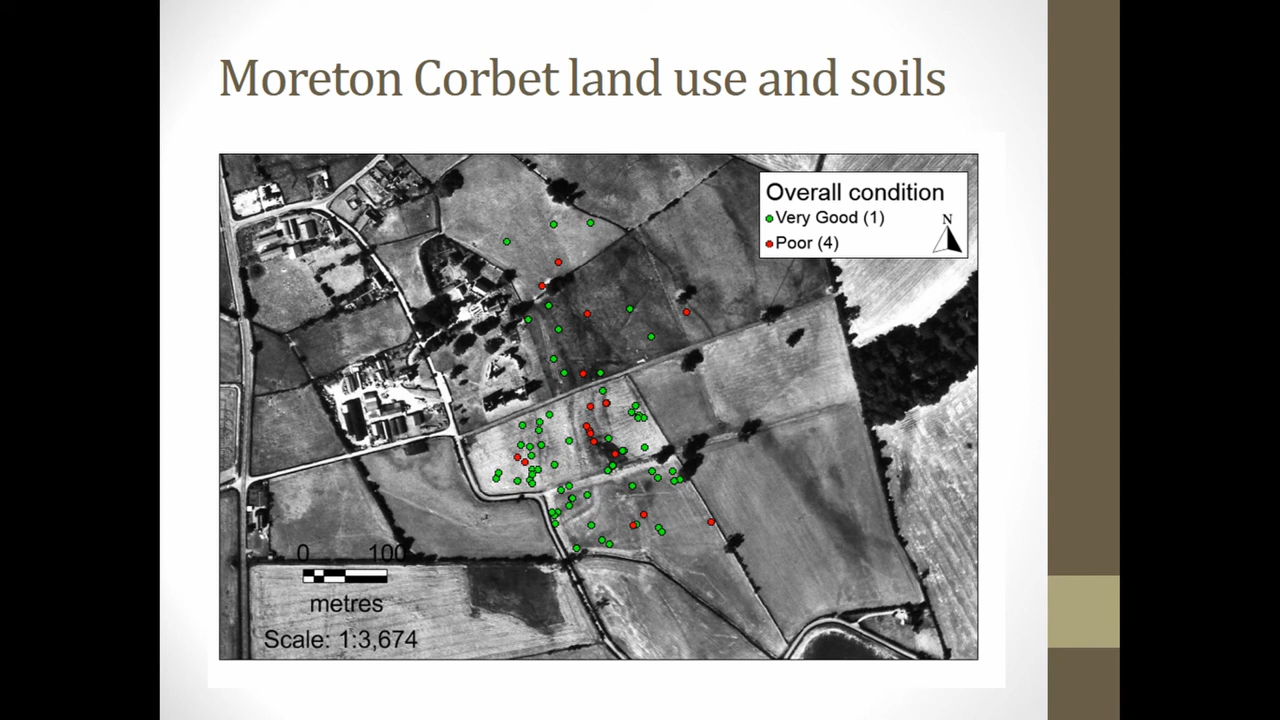 Moreton Corbet land use and soils
Overall condition
Very Good (1)
Poor (4)
N
0 100
metres
Scale: 1:3,674